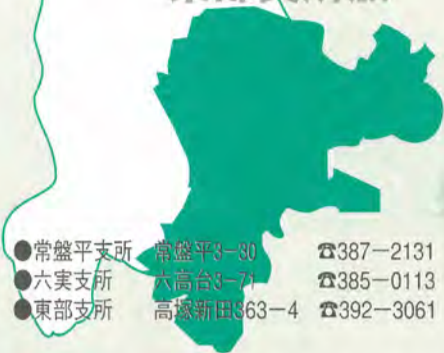 ●常盤平支所 常盤平3-30 ☎387-2131
●六実支所 六高台3-71 ☎385-0113
●東部支所 高塚新田363-4 ☎392-3061